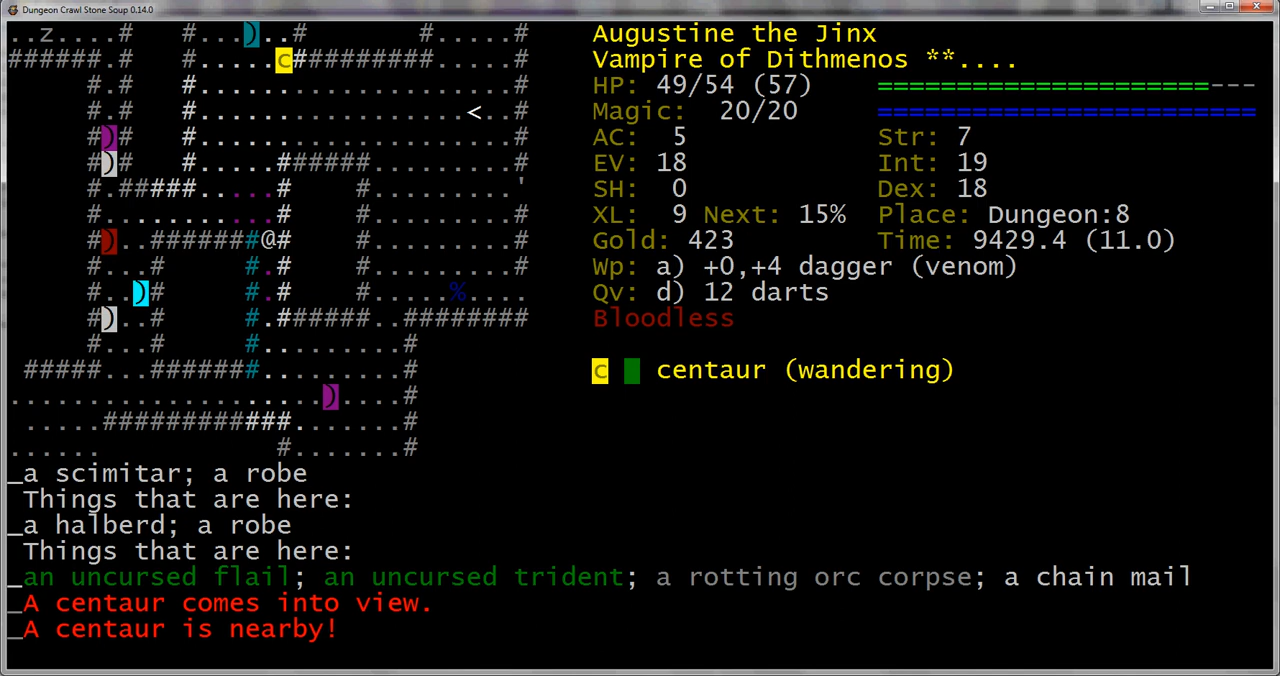 Dungeon Crawl Stone Soup 0.14.0
Augustine the Jinx
Vampire of Dithmenos **....
HP: 49/54 (57)
Magic: 20/20
AC: 5 Str: 7
EV: 18 Int: 19
SH: 0 Dex: 18
XL: 9 Next: 15% Place: Dungeon:8
Gold: 423 Time: 9429.4 (11.0)
Wp: a) +0,+4 dagger (venom)
Qv: d) 12 darts
Bloodless
c centaur (wandering)
_a scimitar; a robe
Things that are here:
_a halberd; a robe
Things that are here:
_an uncursed flail; an uncursed trident; a rotting orc corpse; a chain mail
_A centaur comes into view.
_A centaur is nearby!